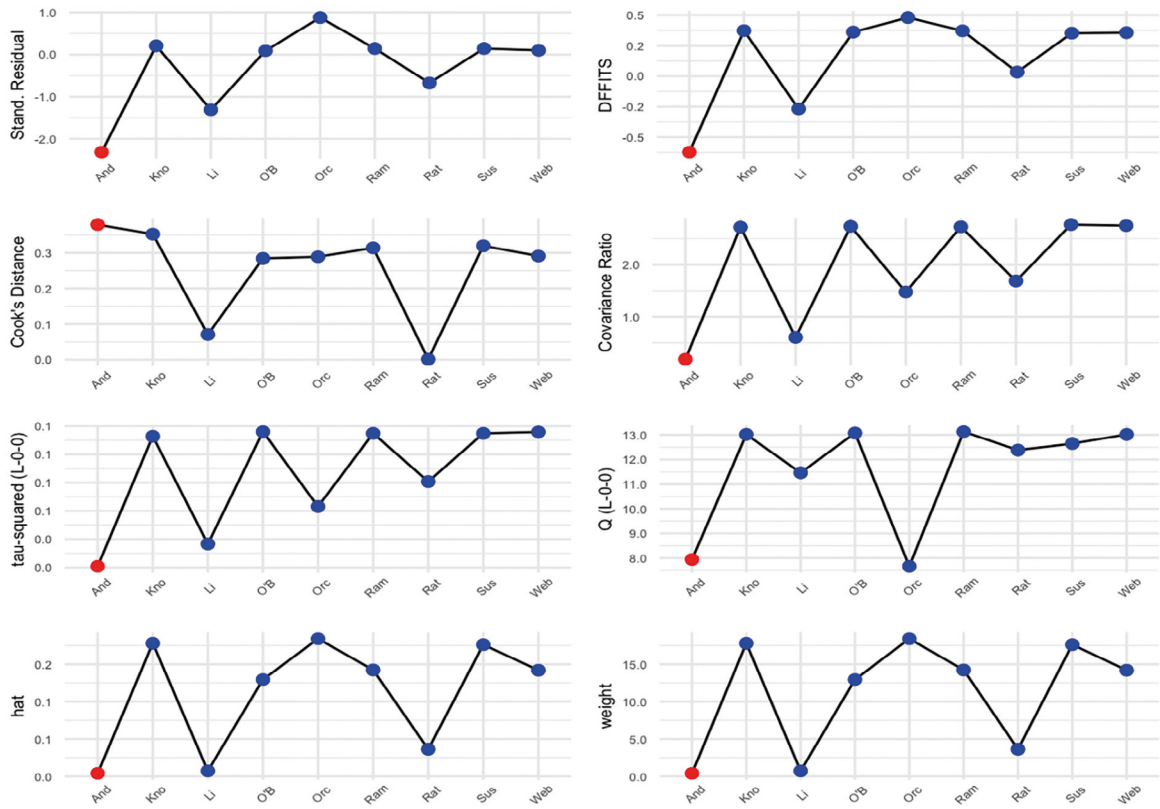 Stand. Residual
1.0
0.0
-1.0
-2.0
And Kno Li O'B Orc Ram Rat Sus Web
DFFITS
0.5
0.2
0.0
-0.2
-0.5
And Kno Li O'B Orc Ram Rat Sus Web
Cook's Distance
0.3
0.2
0.1
0.0
And Kno Li O'B Orc Ram Rat Sus Web
Covariance Ratio
2.0
1.0
And Kno Li O'B Orc Ram Rat Sus Web
tau-squared (L-0-0)
0.1
0.1
0.1
0.1
0.0
0.0
And Kno Li O'B Orc Ram Rat Sus Web
Q (L-0-0)
13.0
12.0
11.0
10.0
9.0
8.0
And Kno Li O'B Orc Ram Rat Sus Web
hat
0.2
0.1
0.1
0.0
And Kno Li O'B Orc Ram Rat Sus Web
weight
15.0
10.0
5.0
0.0
And Kno Li O'B Orc Ram Rat Sus Web